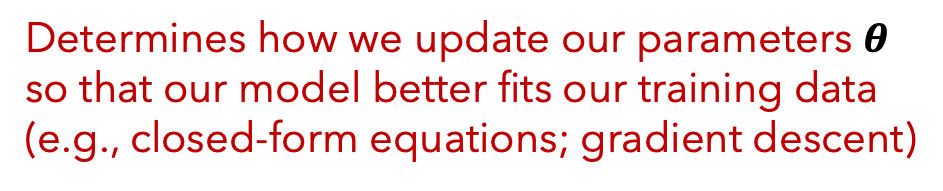 Determines how we update our parameters θ
so that our model better fits our training data
(e.g., closed-form equations; gradient descent)